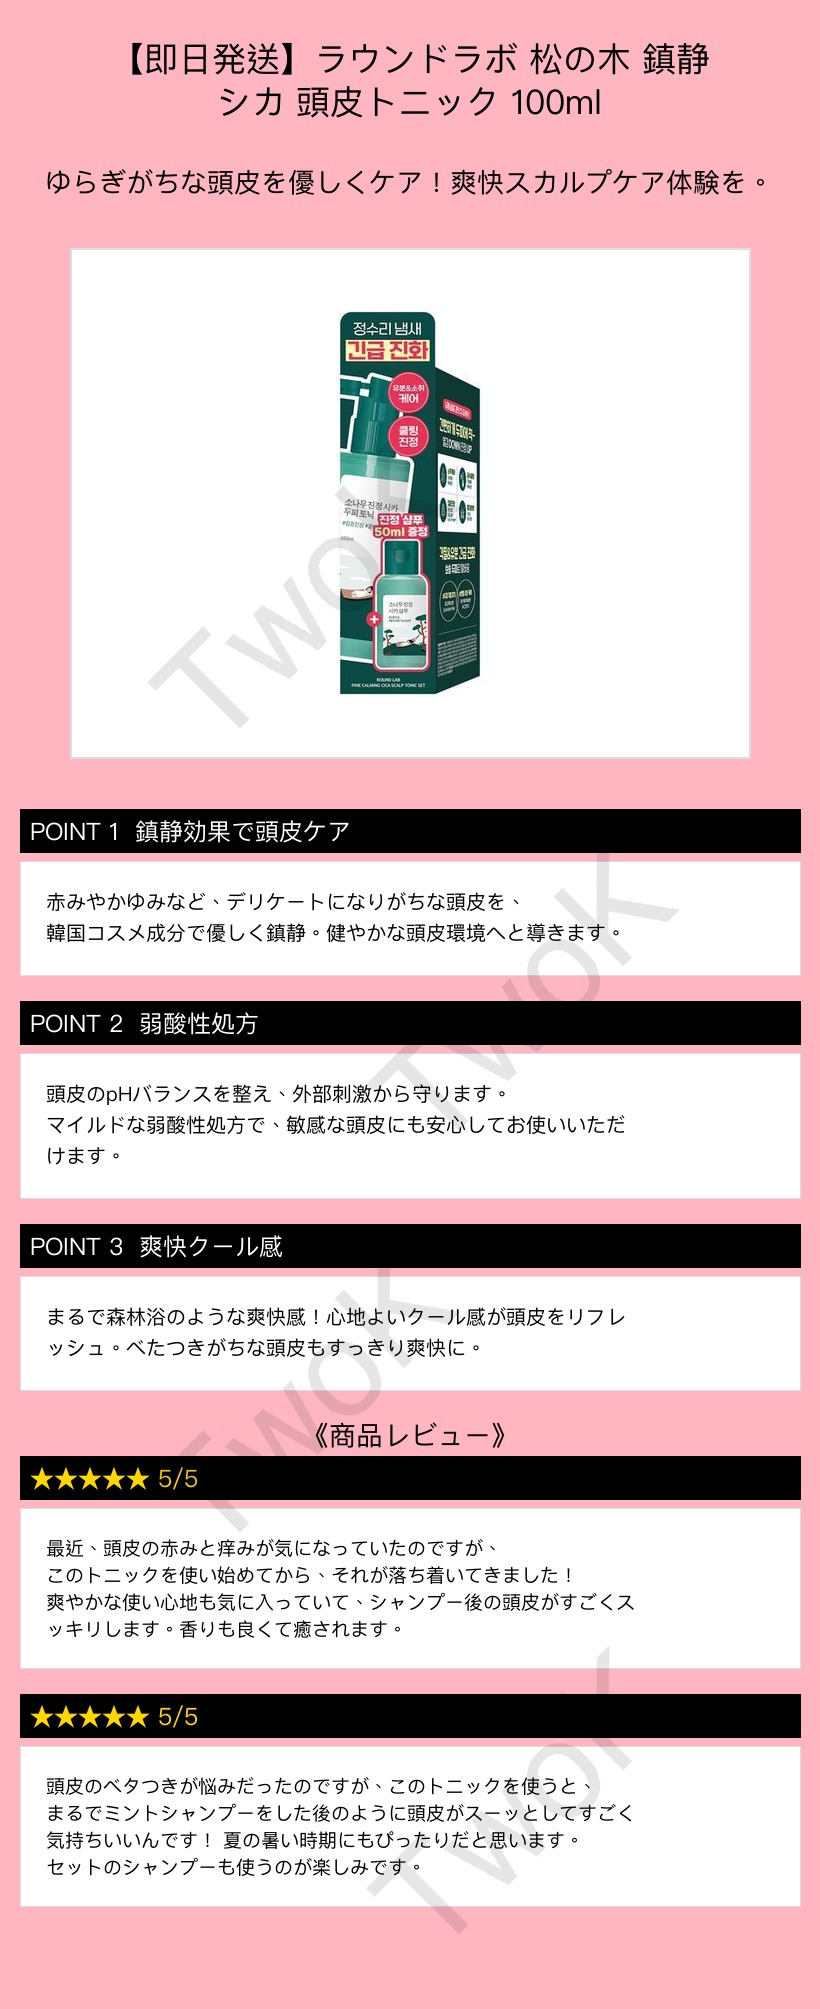 【即日発送】ラウンドラボ 松の木 鎮静
シカ 頭皮トニック 100ml
ゆらぎがちな頭皮を優しくケア！爽快スカルプケア体験を。
정수리 냄새
긴급 진화
유분&소취
케어
쿨링
진정
소나무 진정 시카
두피 토닉
100ml
진정 샴푸
50ml 증정
소나무 진정
시카 샴푸
+
ROUND LAB
PINE CALMING CICA SCALP TONIC SET
POINT 1 鎮静効果で頭皮ケア
赤みやかゆみなど、デリケートになりがちな頭皮を、
韓国コスメ成分で優しく鎮静。健やかな頭皮環境へと導きます。
POINT 2 弱酸性処方
頭皮のpHバランスを整え、外部刺激から守ります。
マイルドな弱酸性処方で、敏感な頭皮にも安心してお使いいただ
けます。
POINT 3 爽快クール感
まるで森林浴のような爽快感！心地よいクール感が頭皮をリフレ
ッシュ。べたつきがちな頭皮もすっきり爽快に。
《商品レビュー》
★★★★★ 5/5
最近、頭皮の赤みと痒みが気になっていたのですが、
このトニックを使い始めてから、それが落ち着いてきました！
爽やかな使い心地も気に入っていて、シャンプー後の頭皮がすごくス
ッキリします。香りも良くて癒されます。
★★★★★ 5/5
頭皮のベタつきが悩みだったのですが、このトニックを使うと、
まるでミントシャンプーをした後のように頭皮がスーッとしてすごく
気持ちいいんです！ 夏の暑い時期にもぴったりだと思います。
セットのシャンプーも使うのが楽しみです。
TwoK
TwoK
TwoK
TwoK